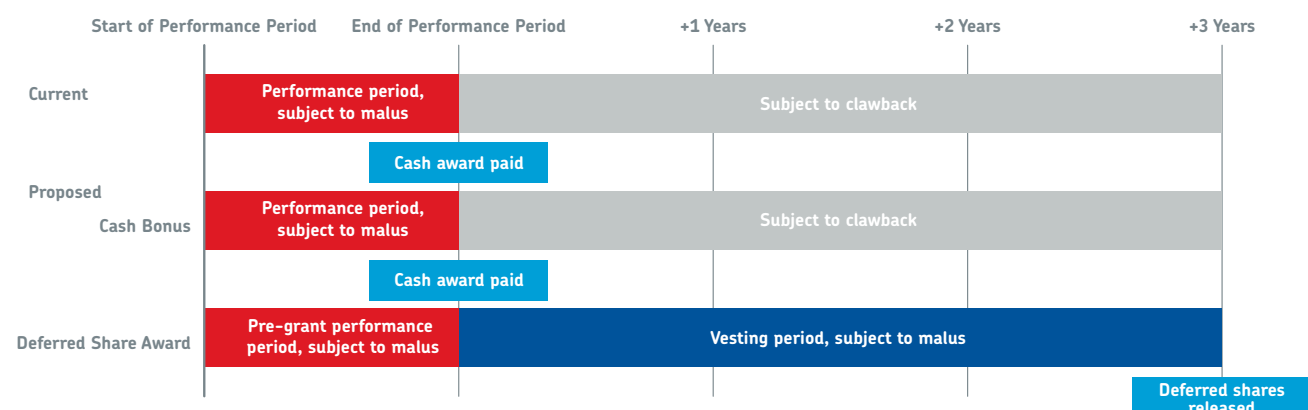 Start of Performance Period
End of Performance Period
+1 Years
+2 Years
+3 Years
Current
Performance period,
subject to malus
Subject to clawback
Cash award paid
Proposed
Cash Bonus
Performance period,
subject to malus
Subject to clawback
Cash award paid
Deferred Share Award
Pre-grant performance
period, subject to malus
Vesting period, subject to malus
Deferred shares
released